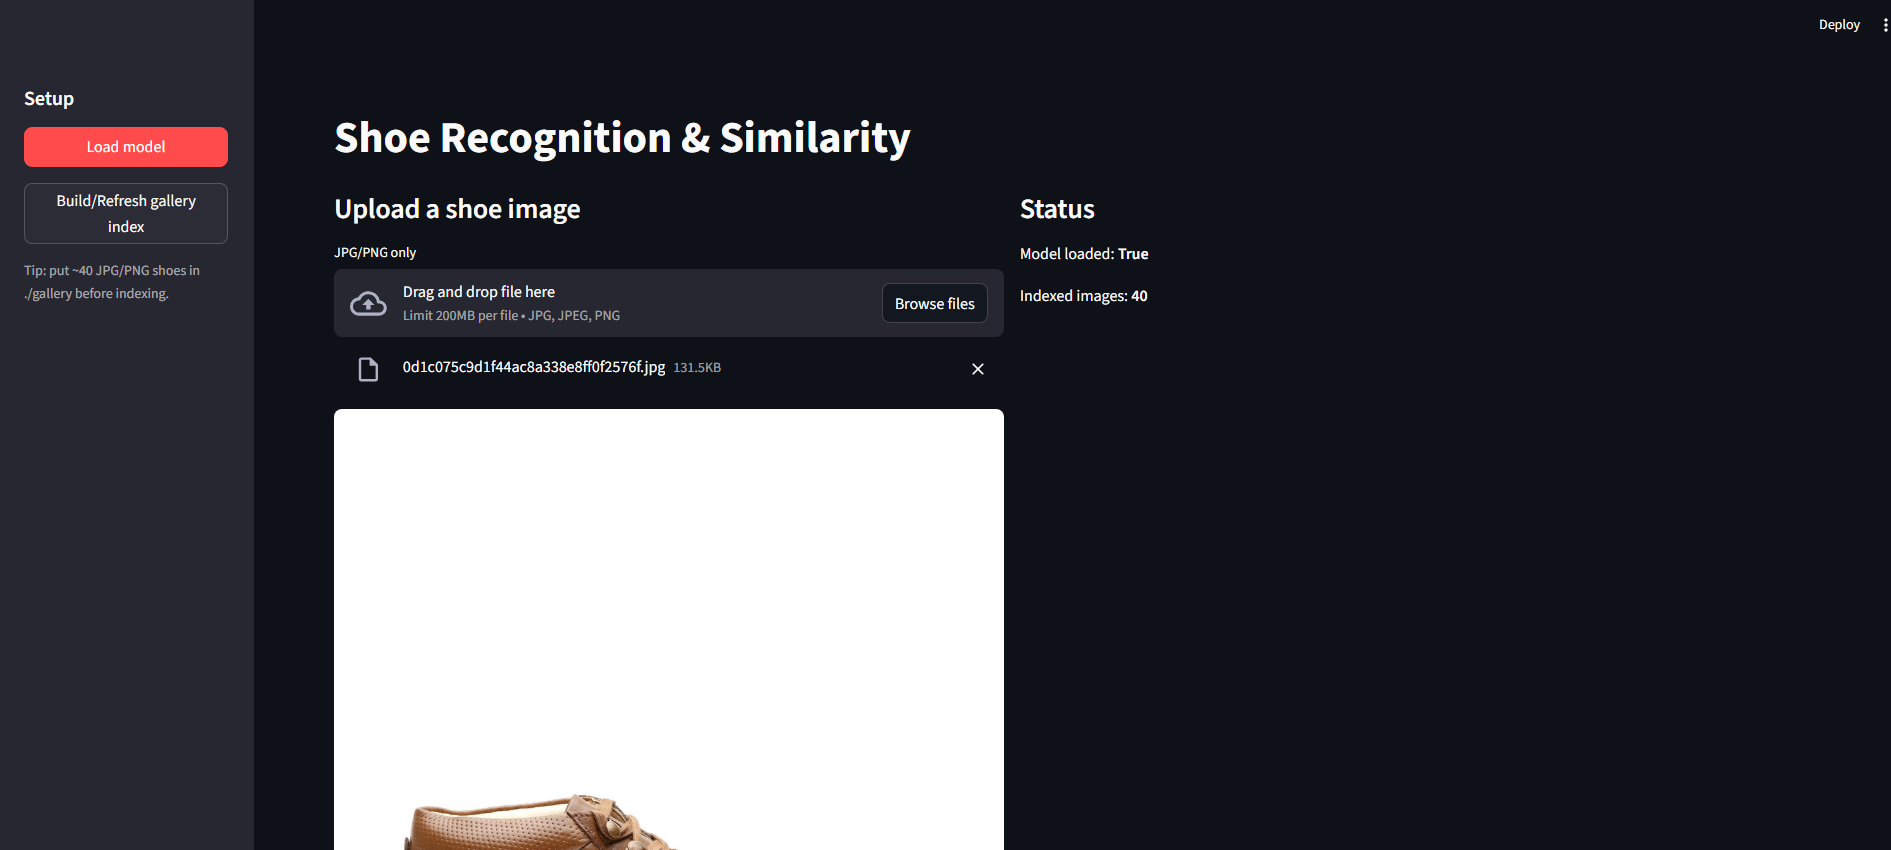 Deploy
Setup
Load model
Build/Refresh gallery
index
Tip: put ~40 JPG/PNG shoes in
./gallery before indexing.
Shoe Recognition & Similarity
Upload a shoe image
JPG/PNG only
Drag and drop file here
Limit 200MB per file • JPG, JPEG, PNG
Browse files
0d1c075c9d1f44ac8a338e8ff0f2576f.jpg 131.5KB
Status
Model loaded: True
Indexed images: 40